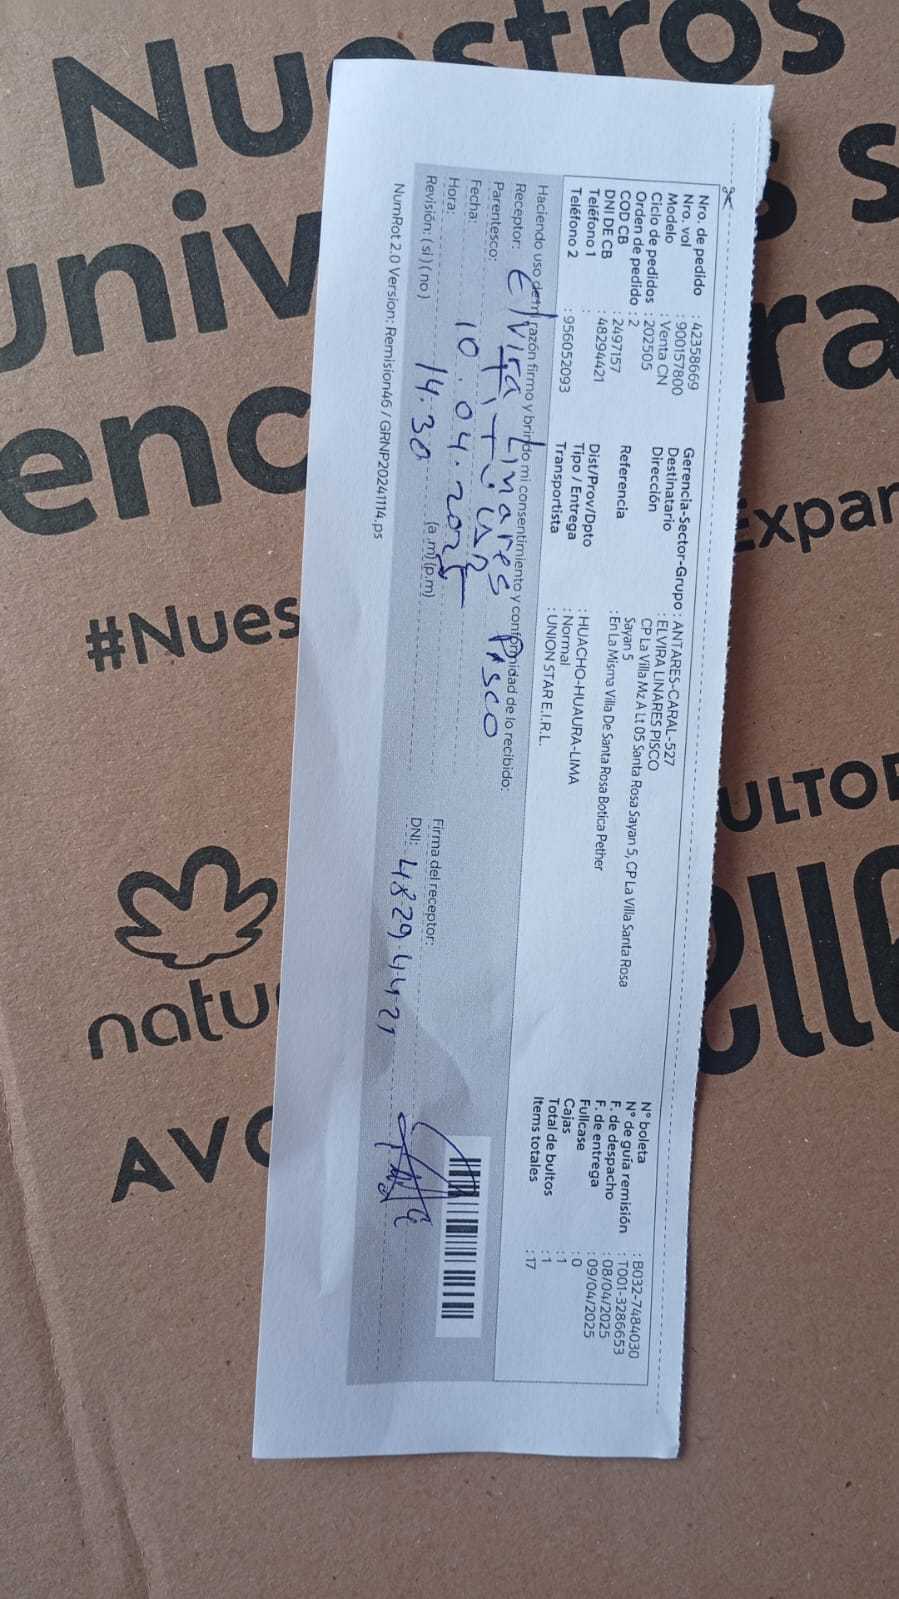 Nro. de pedido : 42358669
Nro. vol : 900157800
Modelo : Venta CN
Ciclo de pedidos : 202505
Orden de pedido : 2
COD CB : 2497157
DNI DE CB : 48294421
Teléfono 1 :
Teléfono 2 : 956052093
Gerencia-Sector-Grupo : ANTARES-CARAL-527
Destinatario : ELVIRA LINARES PISCO
Dirección : CP La Villa Mz A Lt 05 Santa Rosa Sayan 5, CP La Villa Santa Rosa
Sayan 5
Referencia : En La Misma Villa De Santa Rosa Botica Pether
Dist/Prov/Dpto : HUACHO-HUAURA-LIMA
Tipo / Entrega : Normal
Transportista : UNION STAR E.I.R.L.
N° boleta : B032-7484030
N° de guía remisión : T001-3286653
F. de despacho : 08/04/2025
F. de entrega : 09/04/2025
Fullcase : 0
Cajas : 1
Total de bultos : 1
Items totales : 17
Haciendo uso de mi razón firmo y brindo mi consentimiento y conformidad de lo recibido:
Receptor: Elvira Linares Pisco
Parentesco:
Fecha: 10.04.2025
Hora: 14:30 (a.m)(p.m)
Revisión: (si)(no)
Firma del receptor:
DNI: 48294421
NumRot 2.0 Version: Remision46 / GRNP20241114.ps
Nuestros
#Nues
Expan
ULTOR
natu
AVO